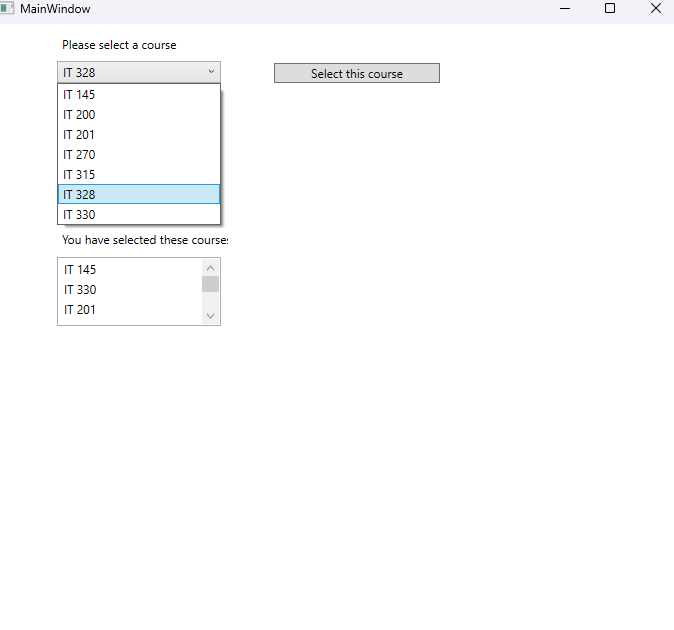 MainWindow
Please select a course
IT 328
Select this course
IT 145
IT 200
IT 201
IT 270
IT 315
IT 328
IT 330
You have selected these courses
IT 145
IT 330
IT 201